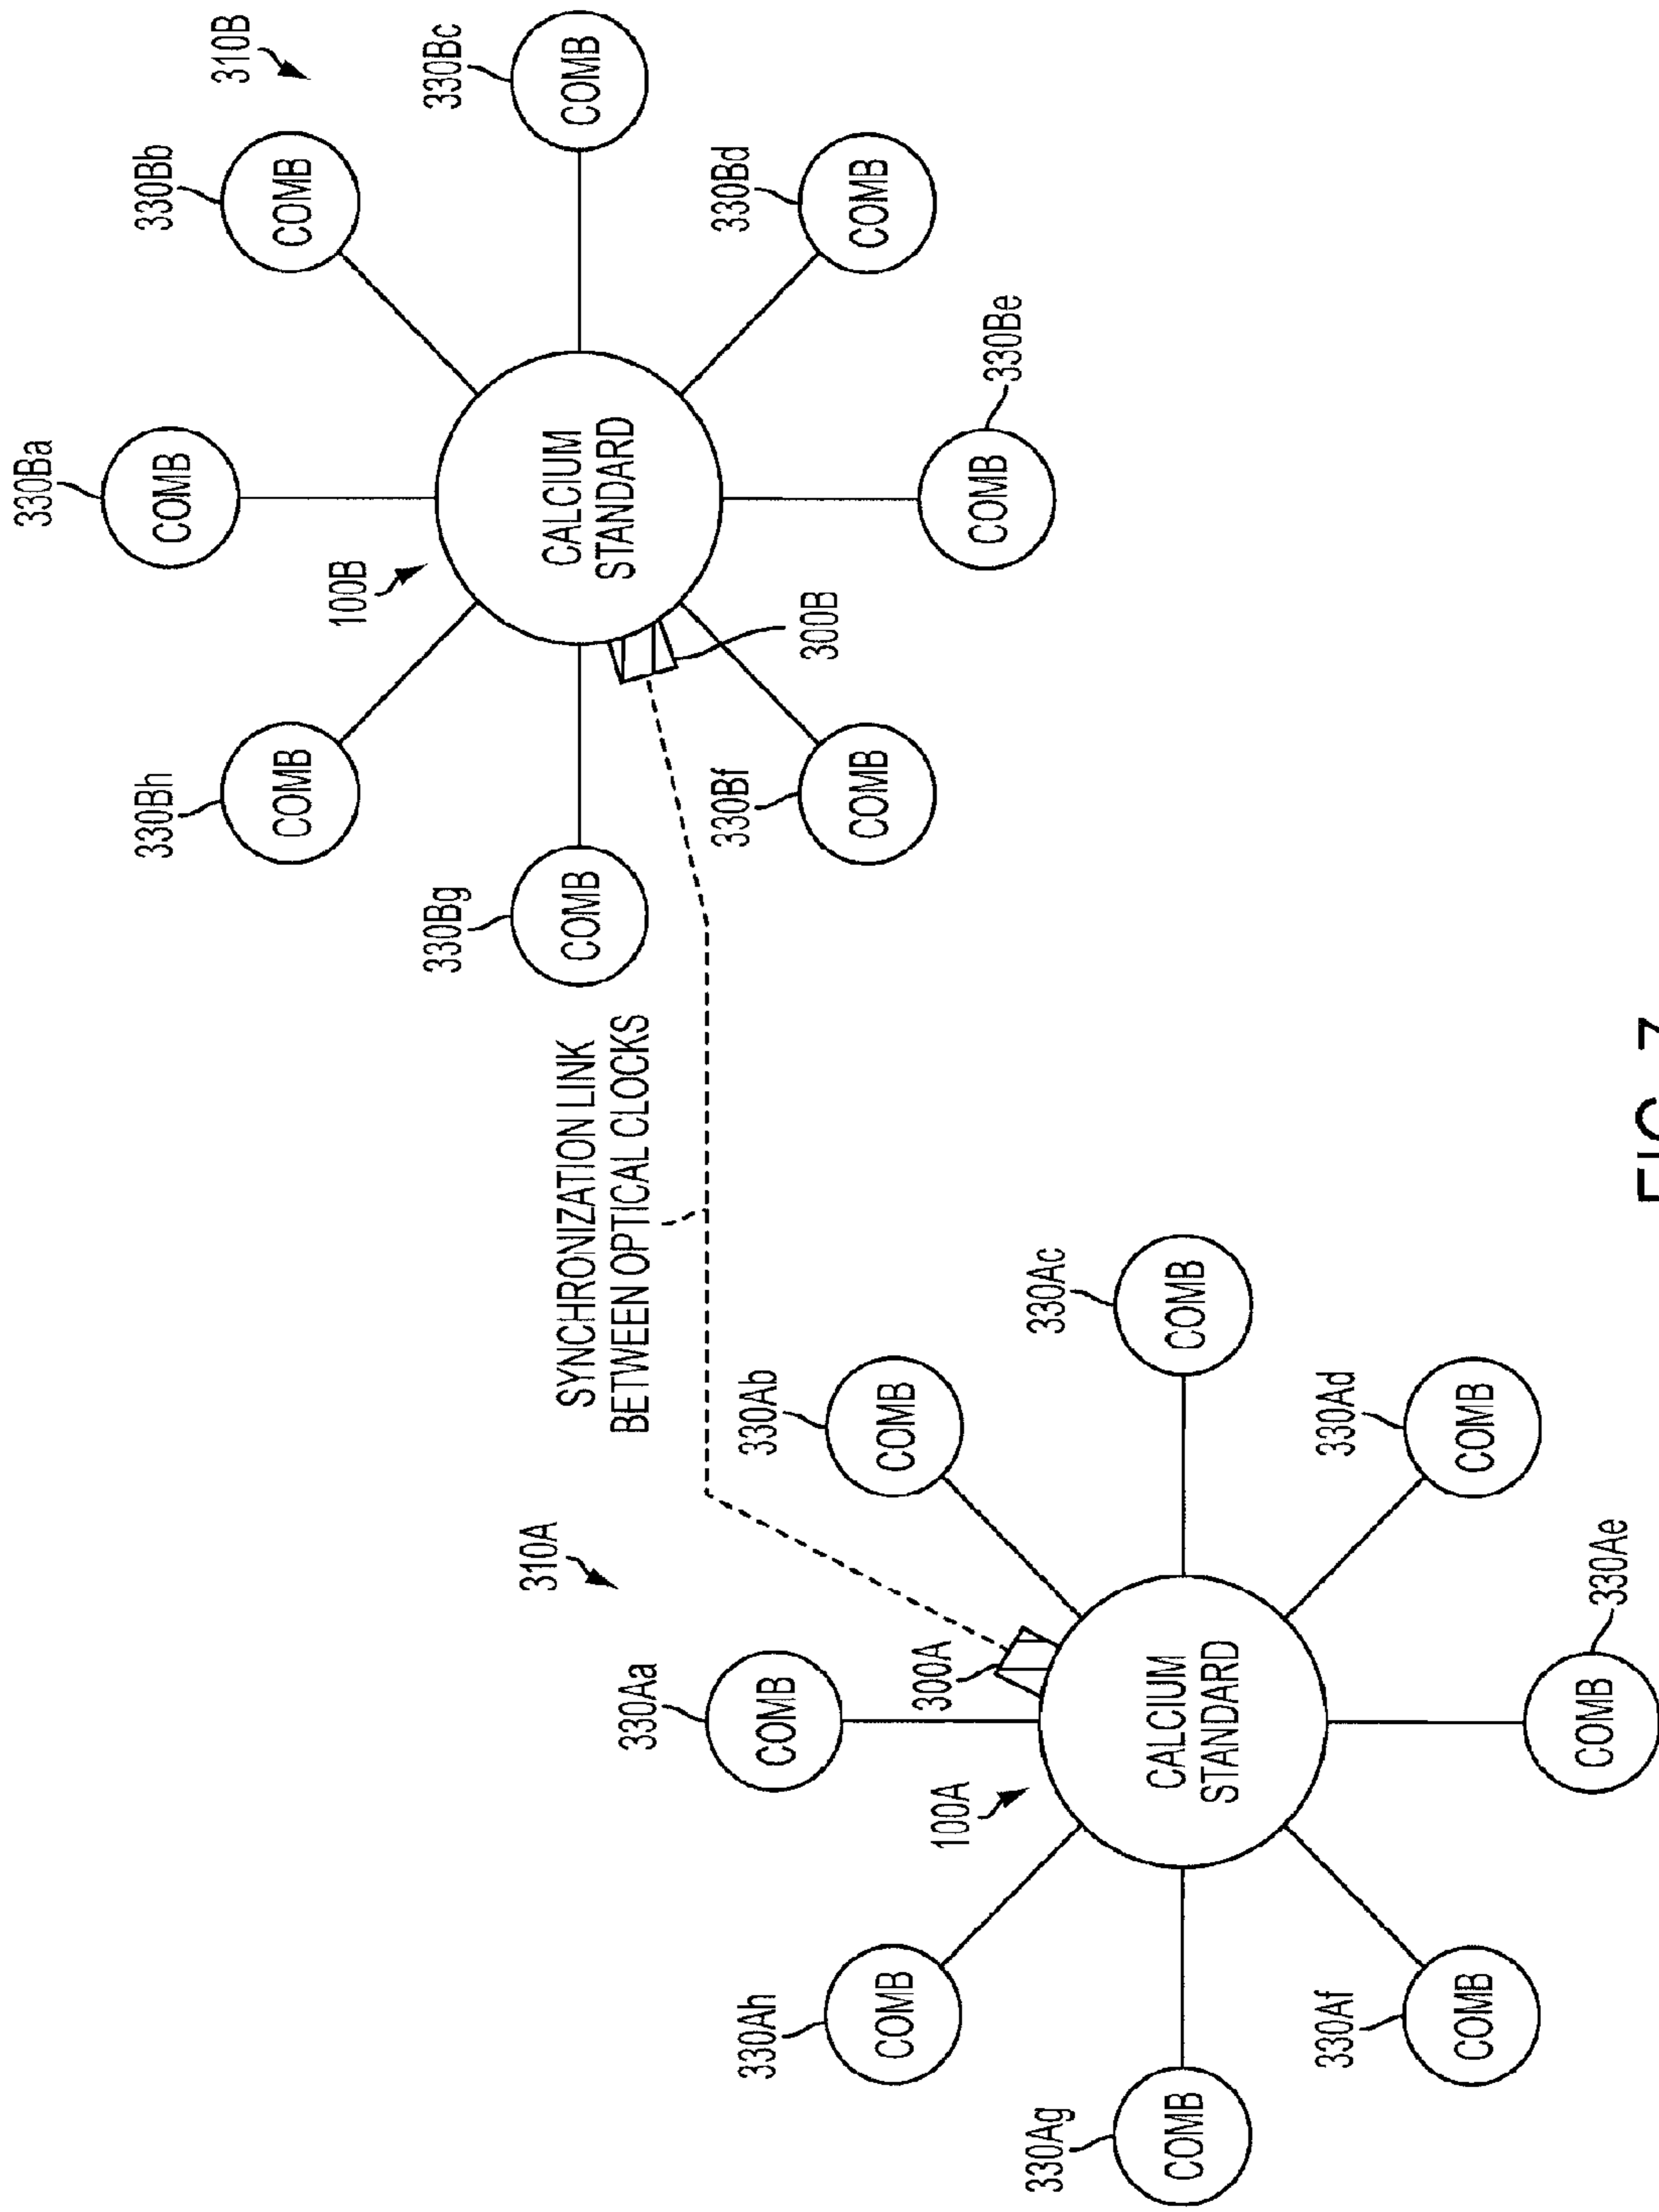 310A
330Aa
COMB
330Ab
COMB
330Ac
COMB
330Ad
COMB
330Ae
COMB
330Af
COMB
330Ag
COMB
330Ah
COMB
300A
100A
CALCIUM
STANDARD
SYNCHRONIZATION LINK
BETWEEN OPTICAL CLOCKS
310B
330Ba
COMB
330Bb
COMB
330Bc
COMB
330Bd
COMB
330Be
COMB
330Bf
COMB
330Bg
COMB
330Bh
COMB
300B
100B
CALCIUM
STANDARD
FIG